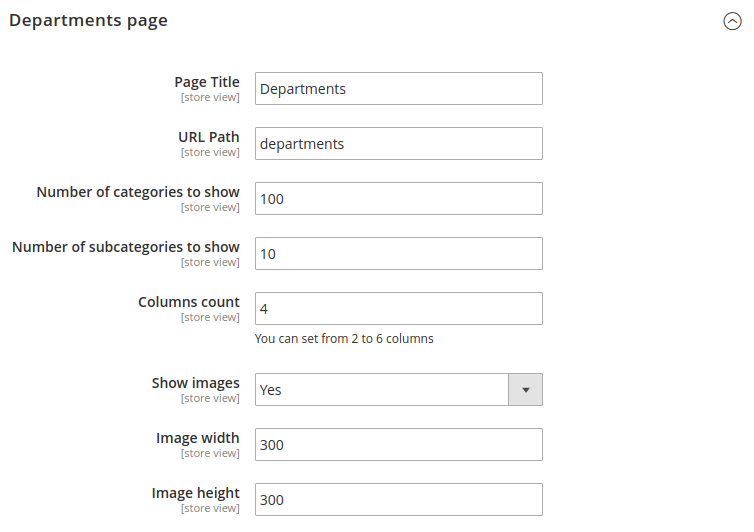 Departments page
Page Title
[store view]
Departments
URL Path
[store view]
departments
Number of categories to show
[store view]
100
Number of subcategories to show
[store view]
10
Columns count
[store view]
4
You can set from 2 to 6 columns
Show images
[store view]
Yes
Image width
[store view]
300
Image height
[store view]
300